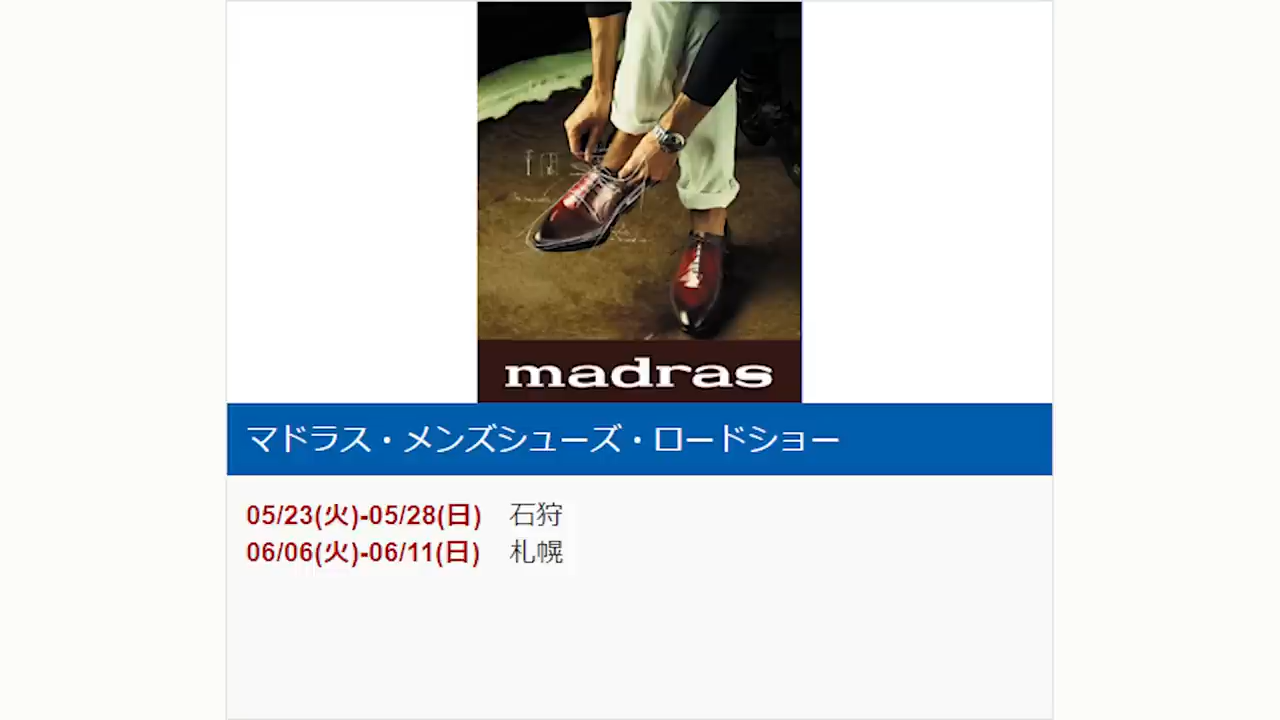 madras
マドラス・メンズシューズ・ロードショー
05/23(火)-05/28(日) 石狩
06/06(火)-06/11(日) 札幌